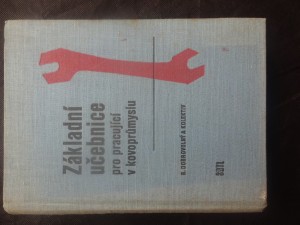 Základní
učebnice
pro pracující
v kovoprůmyslu
B. DOBROVOLNÝ A KOLEKTIV
SNTL